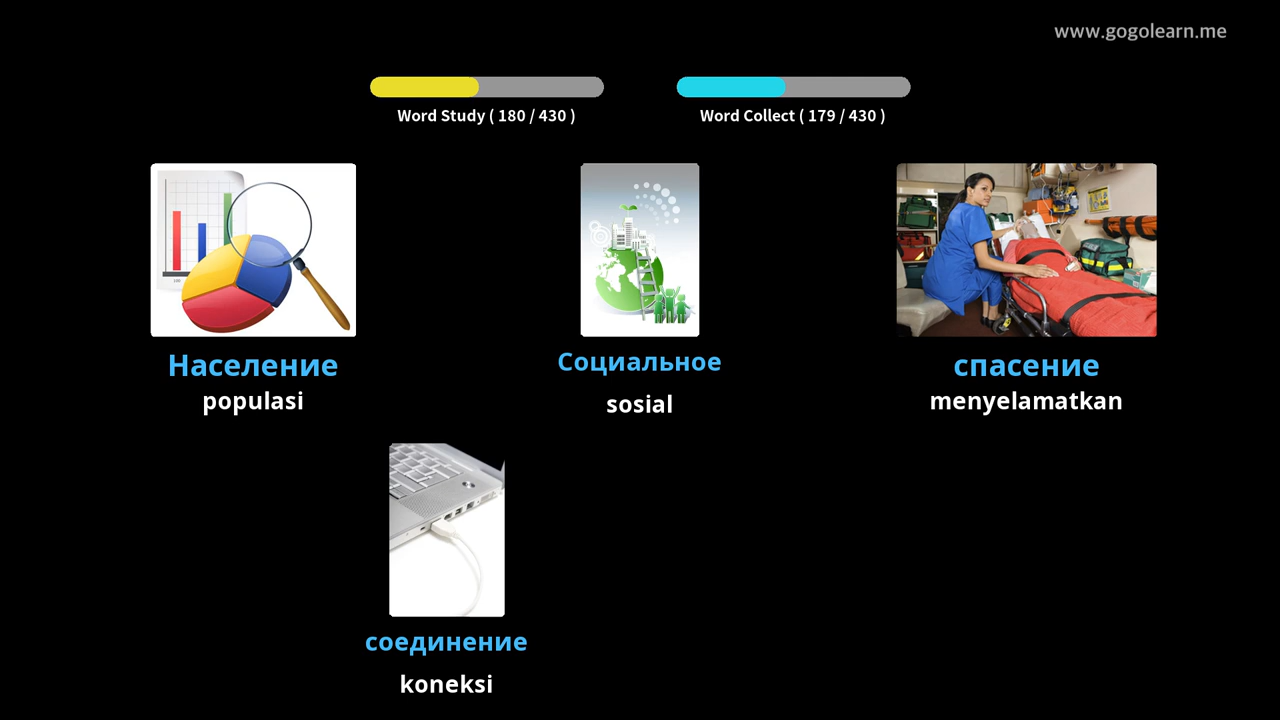 www.gogolearn.me
Word Study ( 180 / 430 )
Word Collect ( 179 / 430 )
Население
populasi
Социальное
sosial
спасение
menyelamatkan
соединение
koneksi